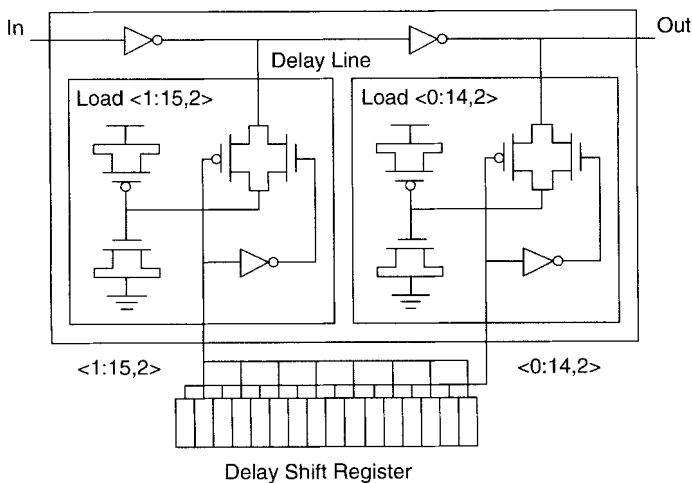 In
Out
Delay Line
Load <1:15,2>
Load <0:14,2>
<1:15,2>
<0:14,2>
Delay Shift Register